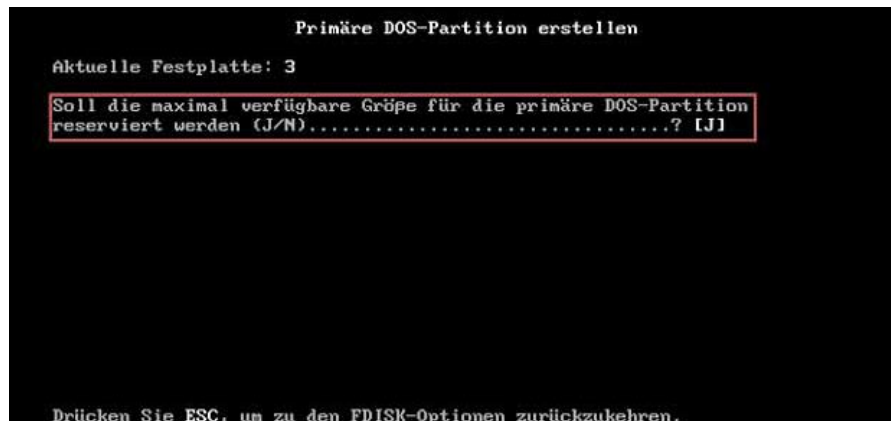 Primäre DOS-Partition erstellen
Aktuelle Festplatte: 3
Soll die maximal verfügbare Größe für die primäre DOS-Partition
reserviert werden (J/N).................................? [J]
Drücken Sie ESC, um zu den FDISK-Optionen zurückzukehren.